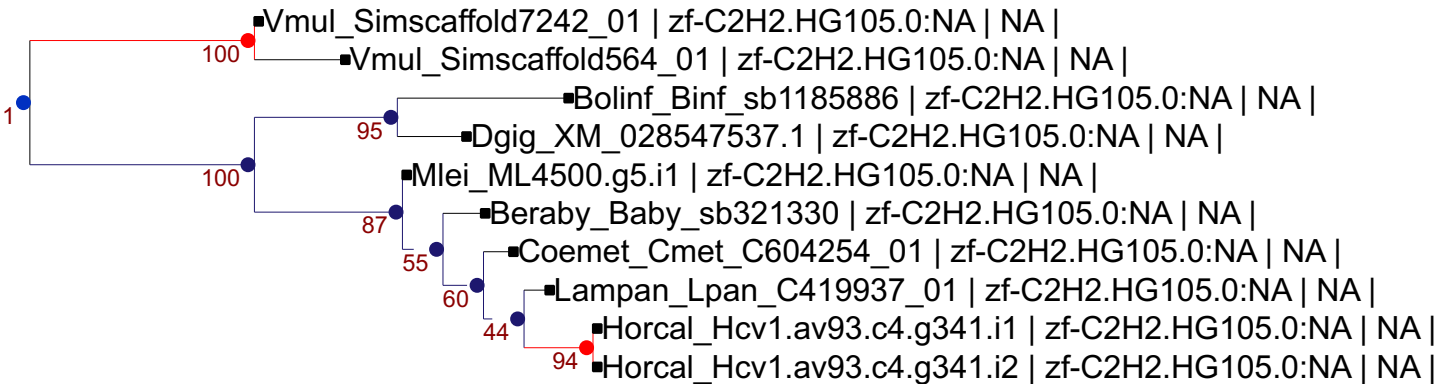 Vmul_Simscaffold7242_01 | zf-C2H2.HG105.0:NA | NA |
100
Vmul_Simscaffold564_01 | zf-C2H2.HG105.0:NA | NA |
Bolinf_Binf_sb1185886 | zf-C2H2.HG105.0:NA | NA |
1
95
Dgig_XM_028547537.1 | zf-C2H2.HG105.0:NA | NA |
100
Mlei_ML4500.g5.i1 | zf-C2H2.HG105.0:NA | NA |
87
Beraby_Baby_sb321330 | zf-C2H2.HG105.0:NA | NA |
55
Coemet_Cmet_C604254_01 | zf-C2H2.HG105.0:NA | NA |
60
Lampan_Lpan_C419937_01 | zf-C2H2.HG105.0:NA | NA |
44
Horcal_Hcv1.av93.c4.g341.i1 | zf-C2H2.HG105.0:NA | NA |
94
Horcal_Hcv1.av93.c4.g341.i2 | zf-C2H2.HG105.0:NA | NA |